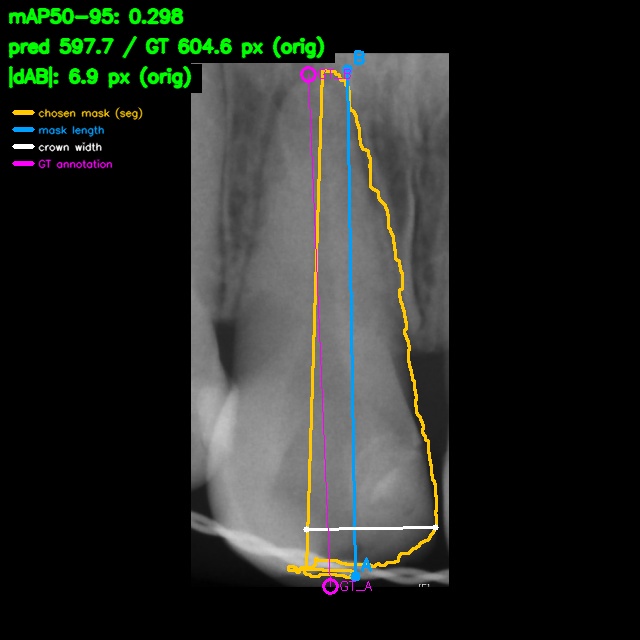 mAP50-95: 0.298
pred 597.7 / GT 604.6 px (orig)
|dAB|: 6.9 px (orig)
chosen mask (seg)
mask length
crown width
GT annotation
B
A
GT_A